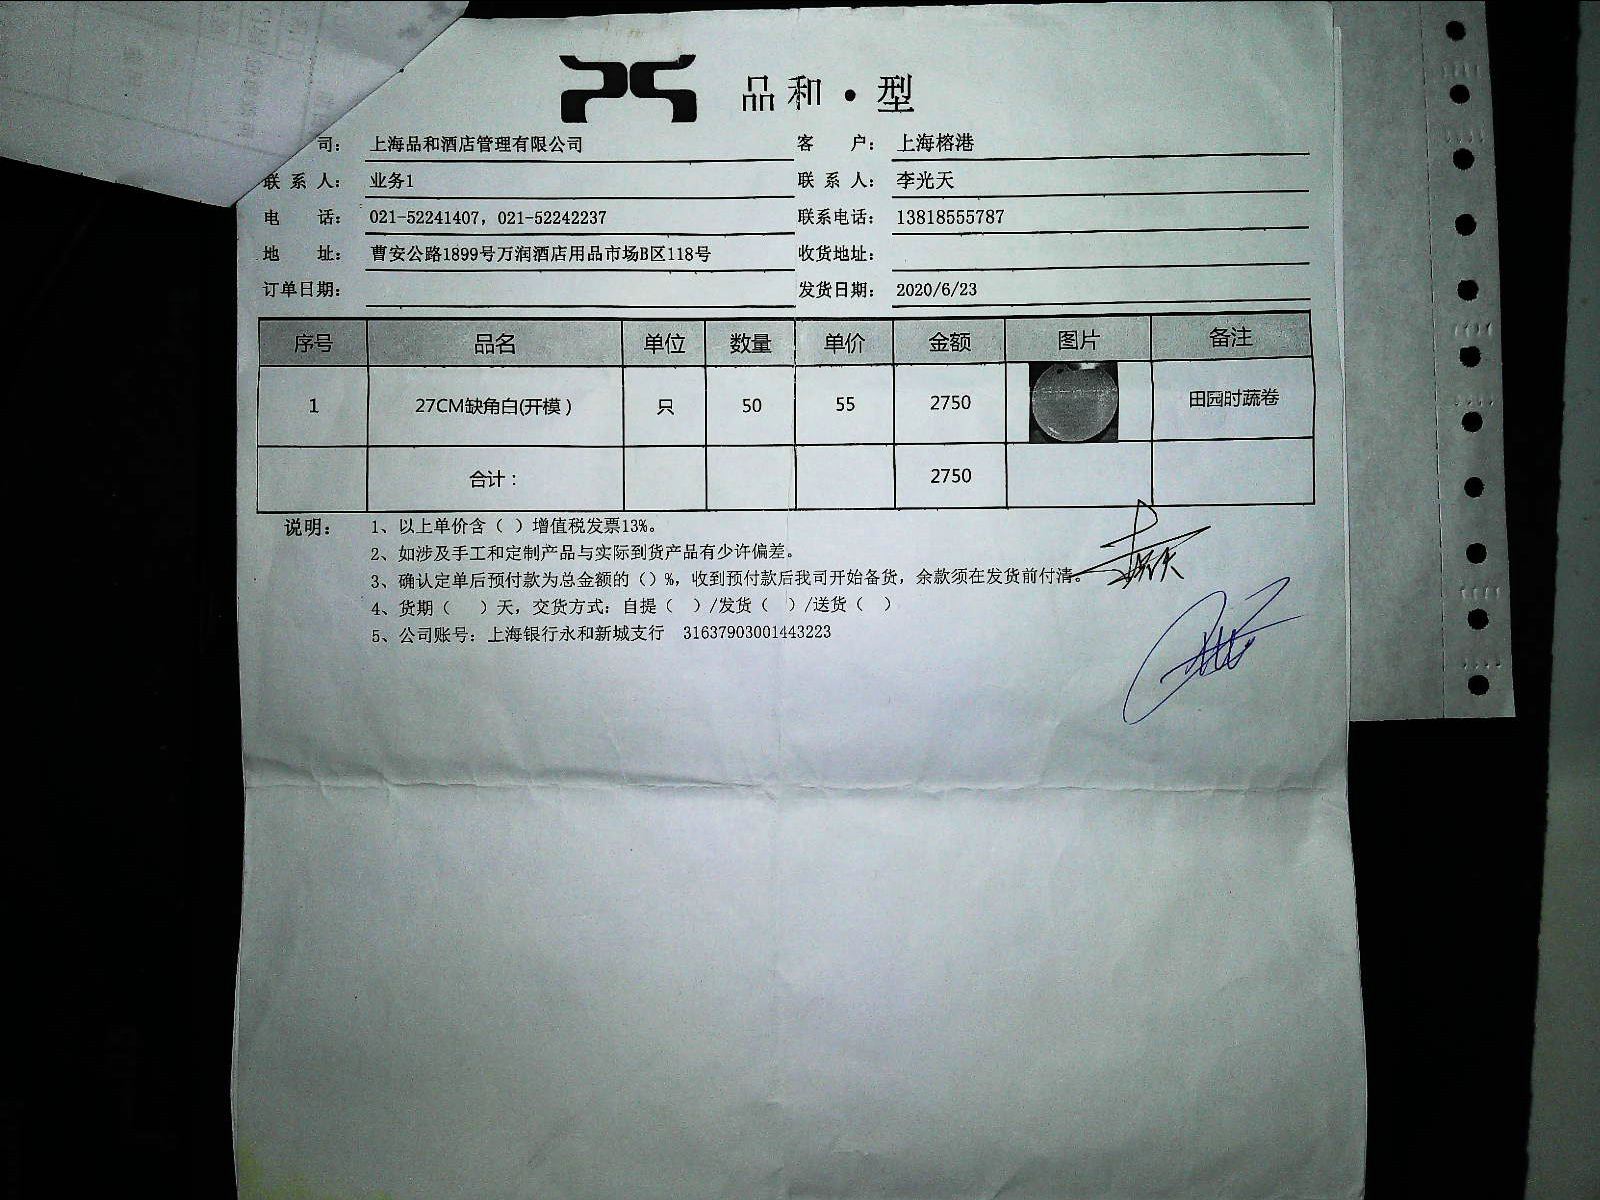 品和·型
司： 上海品和酒店管理有限公司 客 户： 上海榕港
联系人： 业务1 联系人： 李光天
电 话： 021-52241407，021-52242237 联系电话： 13818555787
地 址： 曹安公路1899号万润酒店用品市场B区118号 收货地址：
订单日期： 发货日期： 2020/6/23
序号 品名 单位 数量 单价 金额 图片 备注
1 27CM缺角白(开模) 只 50 55 2750 田园时蔬卷
合计： 2750
说明： 1、以上单价含（ ）增值税发票13%。
2、如涉及手工和定制产品与实际到货产品有少许偏差。
3、确认定单后预付款为总金额的（）%，收到预付款后我司开始备货，余款须在发货前付清。
4、货期（ ）天，交货方式：自提（ ）/发货（ ）/送货（ ）
5、公司账号：上海银行永和新城支行 31637903001443223